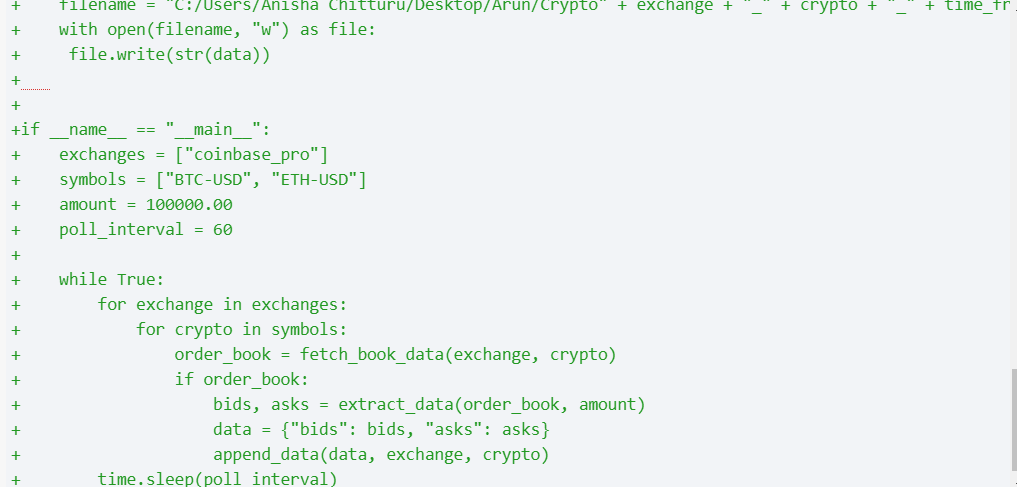 +    filename = "C:/Users/Anisha Chitturu/Desktop/Arun/Crypto" + exchange + "_" + crypto + "_" + time_fr
+    with open(filename, "w") as file:
+     file.write(str(data))
+
+
+if __name__ == "__main__":
+    exchanges = ["coinbase_pro"]
+    symbols = ["BTC-USD", "ETH-USD"]
+    amount = 100000.00
+    poll_interval = 60
+
+    while True:
+        for exchange in exchanges:
+            for crypto in symbols:
+                order_book = fetch_book_data(exchange, crypto)
+                if order_book:
+                    bids, asks = extract_data(order_book, amount)
+                    data = {"bids": bids, "asks": asks}
+                    append_data(data, exchange, crypto)
+        time.sleep(poll_interval)